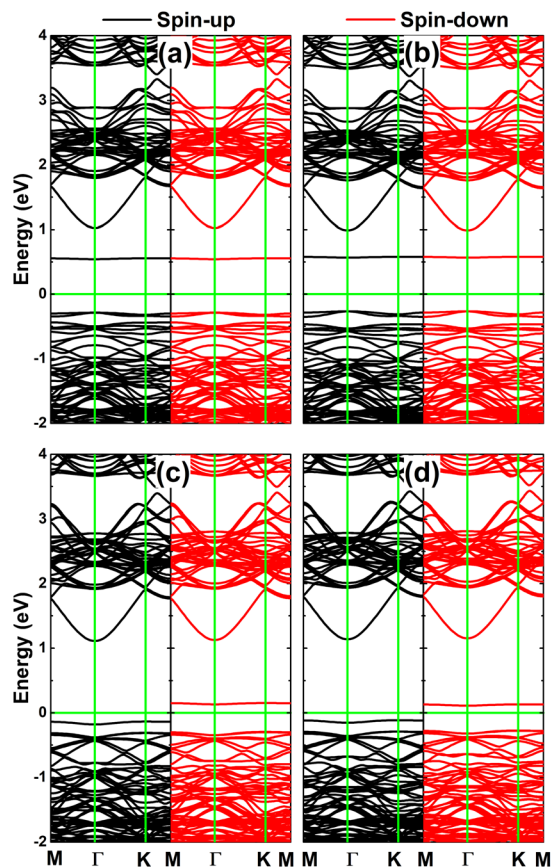 Spin-up Spin-down
(a) (b)
4
3
2
1
0
-1
-2
Energy (eV)
(c) (d)
4
3
2
1
0
-1
-2
Energy (eV)
M Γ K M Γ K M M Γ K M Γ K M